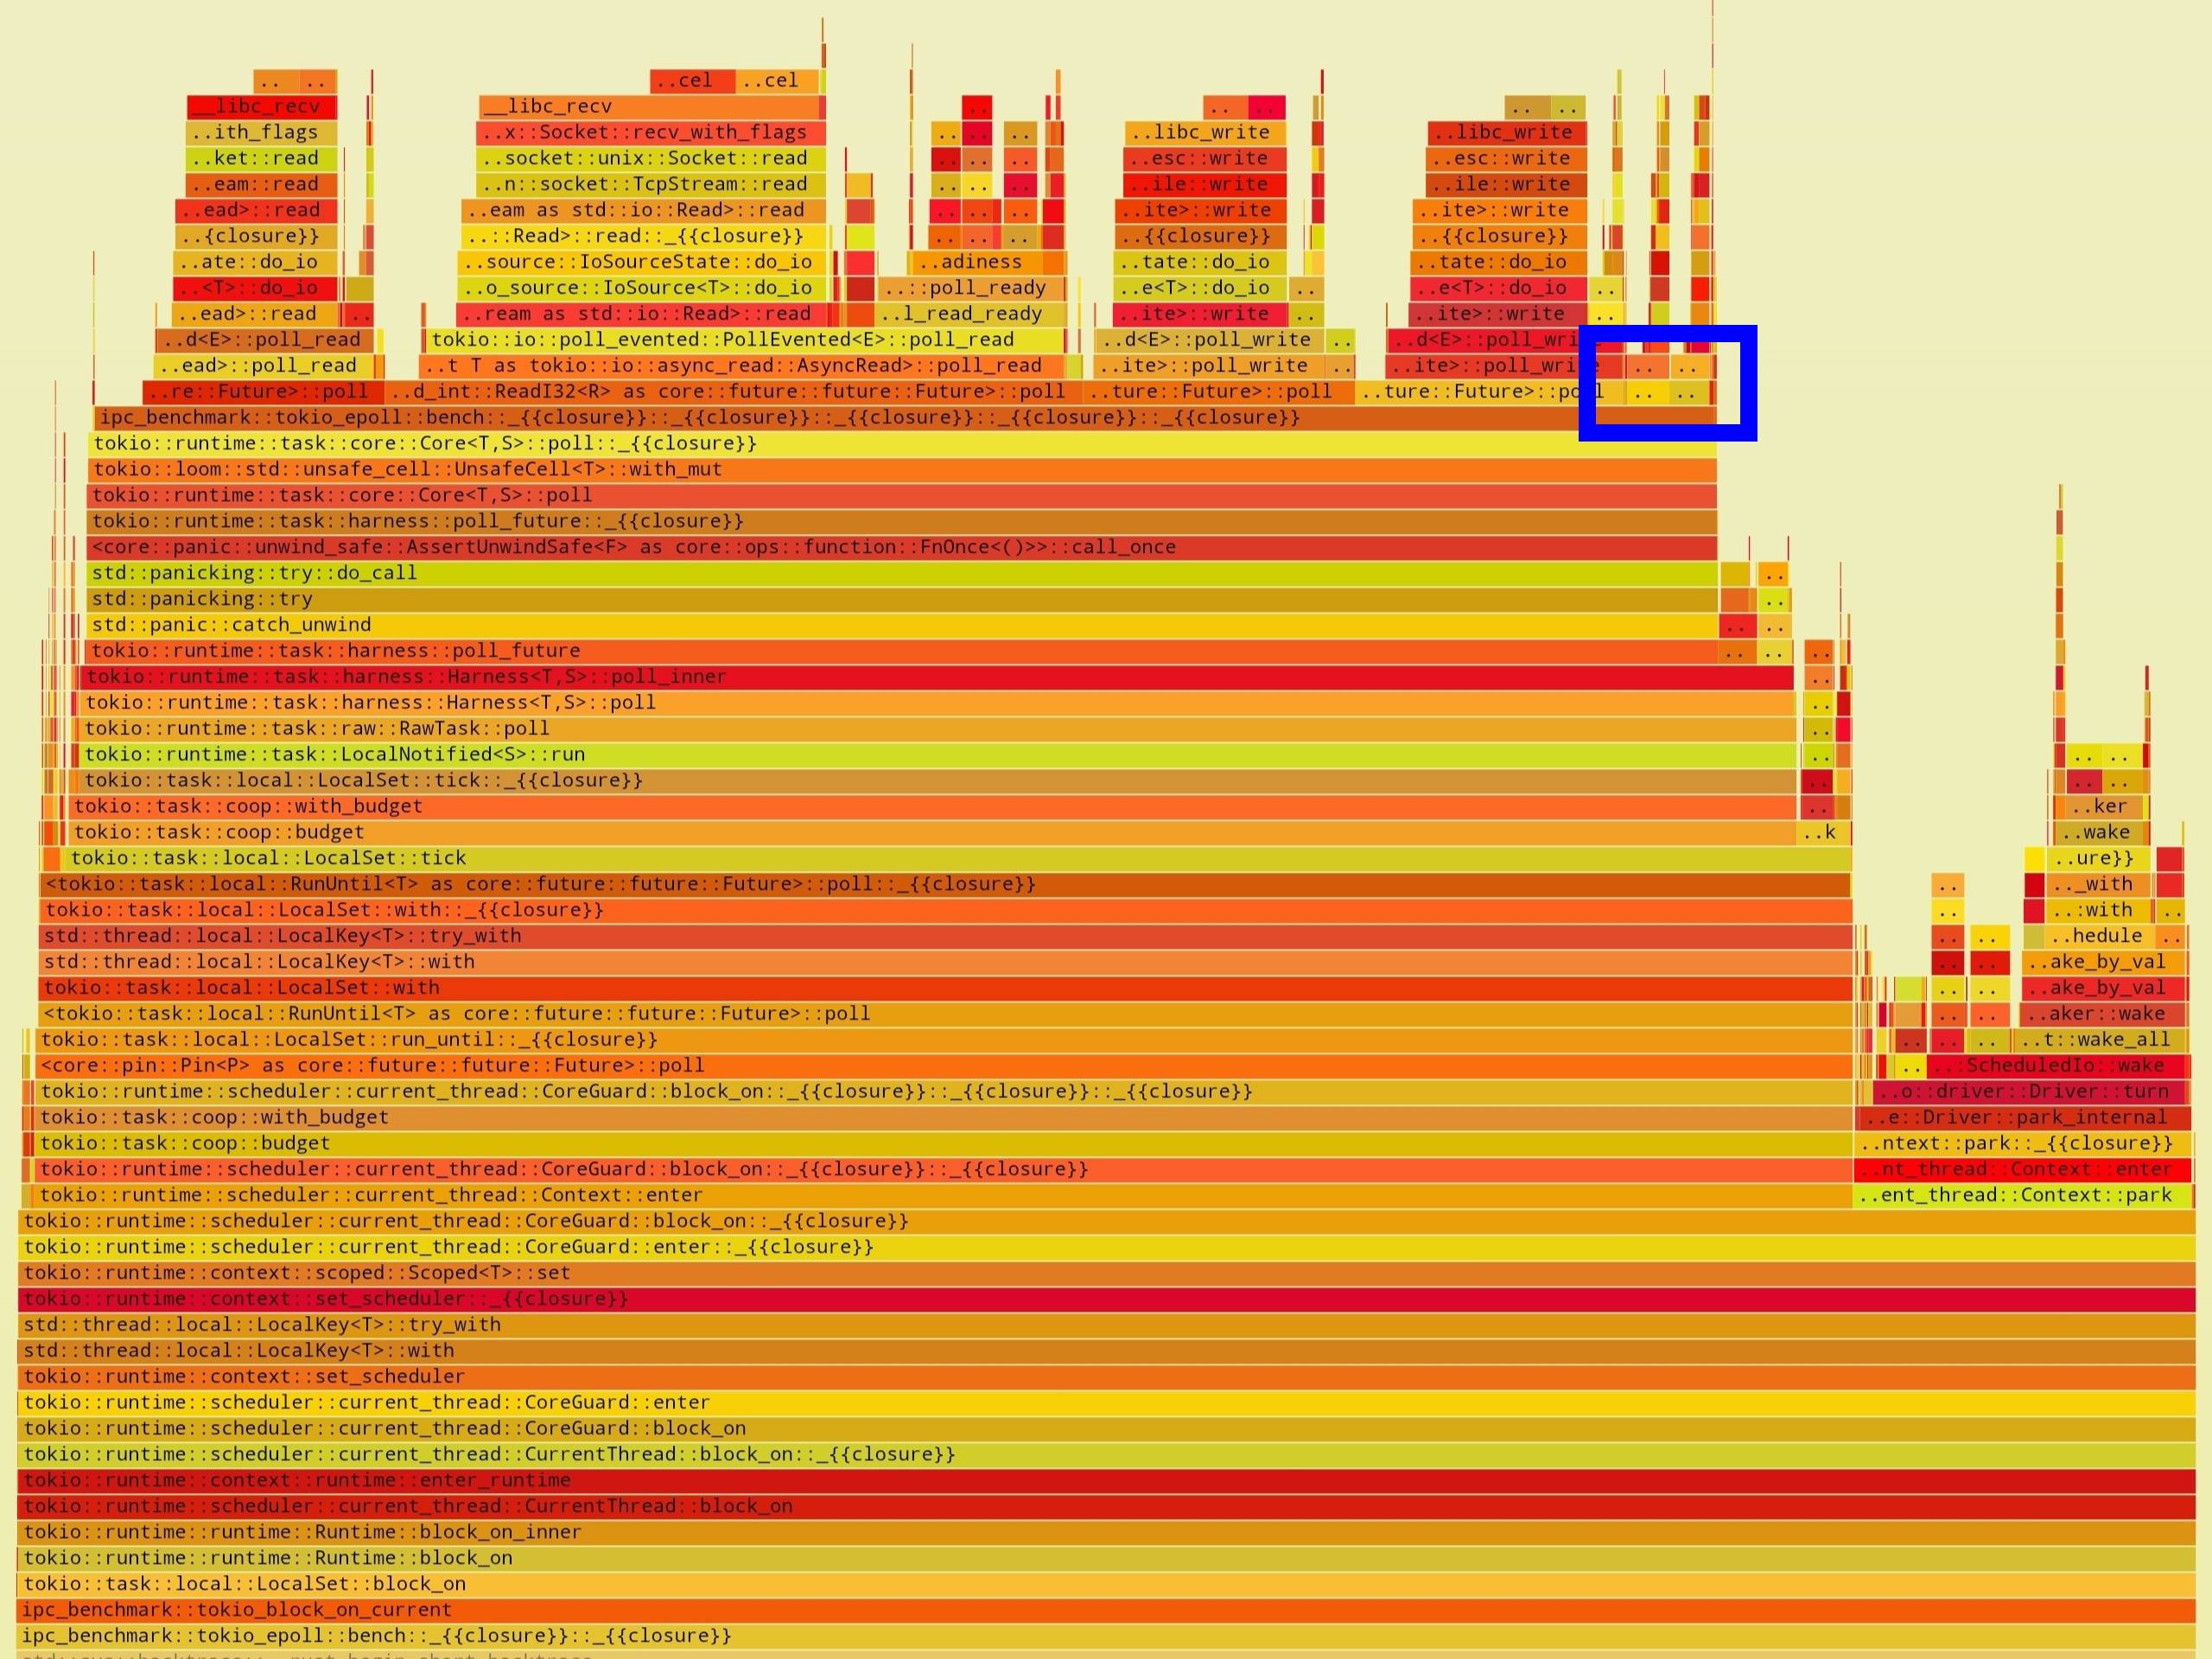 .. .. ..cel ..cel
__libc_recv __libc_recv .. .. .. .. ..
..ith_flags ..x::Socket::recv_with_flags .. .. .. ..libc_write ..libc_write
..ket::read ..socket::unix::Socket::read .. .. .. ..esc::write ..esc::write
..eam::read ..n::socket::TcpStream::read .. .. .. ..ile::write ..ile::write
..ead>::read ..eam as std::io::Read>::read .. .. .. ..ite>::write ..ite>::write
..{closure}} ..::Read>::read::_{{closure}} .. .. .. ..{{closure}} ..{{closure}}
..ate::do_io ..source::IoSourceState::do_io ..adiness ..tate::do_io ..tate::do_io
..<T>::do_io ..o_source::IoSource<T>::do_io ..::poll_ready ..e<T>::do_io .. ..e<T>::do_io ..
..ead>::read .. ..ream as std::io::Read>::read ..l_read_ready ..ite>::write .. ..ite>::write ..
..d<E>::poll_read tokio::io::poll_evented::PollEvented<E>::poll_read ..d<E>::poll_write .. ..d<E>::poll_wri
..ead>::poll_read ..t T as tokio::io::async_read::AsyncRead>::poll_read ..ite>::poll_write .. ..ite>::poll_wri .. ..
..re::Future>::poll ..d_int::ReadI32<R> as core::future::future::Future>::poll ..ture::Future>::poll ..ture::Future>::poll .. ..
ipc_benchmark::tokio_epoll::bench::_{{closure}}::_{{closure}}::_{{closure}}::_{{closure}}::_{{closure}}
tokio::runtime::task::core::Core<T,S>::poll::_{{closure}}
tokio::loom::std::unsafe_cell::UnsafeCell<T>::with_mut
tokio::runtime::task::core::Core<T,S>::poll
tokio::runtime::task::harness::poll_future::_{{closure}}
<core::panic::unwind_safe::AssertUnwindSafe<F> as core::ops::function::FnOnce<()>>::call_once
std::panicking::try::do_call ..
std::panicking::try ..
std::panic::catch_unwind .. ..
tokio::runtime::task::harness::poll_future .. .. ..
tokio::runtime::task::harness::Harness<T,S>::poll_inner ..
tokio::runtime::task::harness::Harness<T,S>::poll ..
tokio::runtime::task::raw::RawTask::poll ..
tokio::runtime::task::LocalNotified<S>::run .. .. ..
tokio::task::local::LocalSet::tick::_{{closure}} .. .. ..
tokio::task::coop::with_budget .. ..ker
tokio::task::coop::budget ..k ..wake
tokio::task::local::LocalSet::tick ..ure}}
<tokio::task::local::RunUntil<T> as core::future::future::Future>::poll::_{{closure}} .. .._with
tokio::task::local::LocalSet::with::_{{closure}} .. ..:with ..
std::thread::local::LocalKey<T>::try_with .. .. ..hedule ..
std::thread::local::LocalKey<T>::with .. .. ..ake_by_val
tokio::task::local::LocalSet::with .. .. ..ake_by_val
<tokio::task::local::RunUntil<T> as core::future::future::Future>::poll .. .. ..aker::wake
tokio::task::local::LocalSet::run_until::_{{closure}} .. .. .. ..t::wake_all
<core::pin::Pin<P> as core::future::future::Future>::poll .. ..:ScheduledIo::wake
tokio::runtime::scheduler::current_thread::CoreGuard::block_on::_{{closure}}::_{{closure}}::_{{closure}} ..o::driver::Driver::turn
tokio::task::coop::with_budget ..e::Driver::park_internal
tokio::task::coop::budget ..ntext::park::_{{closure}}
tokio::runtime::scheduler::current_thread::CoreGuard::block_on::_{{closure}}::_{{closure}} ..nt_thread::Context::enter
tokio::runtime::scheduler::current_thread::Context::enter ..ent_thread::Context::park
tokio::runtime::scheduler::current_thread::CoreGuard::block_on::_{{closure}}
tokio::runtime::scheduler::current_thread::CoreGuard::enter::_{{closure}}
tokio::runtime::context::scoped::Scoped<T>::set
tokio::runtime::context::set_scheduler::_{{closure}}
std::thread::local::LocalKey<T>::try_with
std::thread::local::LocalKey<T>::with
tokio::runtime::context::set_scheduler
tokio::runtime::scheduler::current_thread::CoreGuard::enter
tokio::runtime::scheduler::current_thread::CoreGuard::block_on
tokio::runtime::scheduler::current_thread::CurrentThread::block_on::_{{closure}}
tokio::runtime::context::runtime::enter_runtime
tokio::runtime::scheduler::current_thread::CurrentThread::block_on
tokio::runtime::runtime::Runtime::block_on_inner
tokio::runtime::runtime::Runtime::block_on
tokio::task::local::LocalSet::block_on
ipc_benchmark::tokio_block_on_current
ipc_benchmark::tokio_epoll::bench::_{{closure}}::_{{closure}}